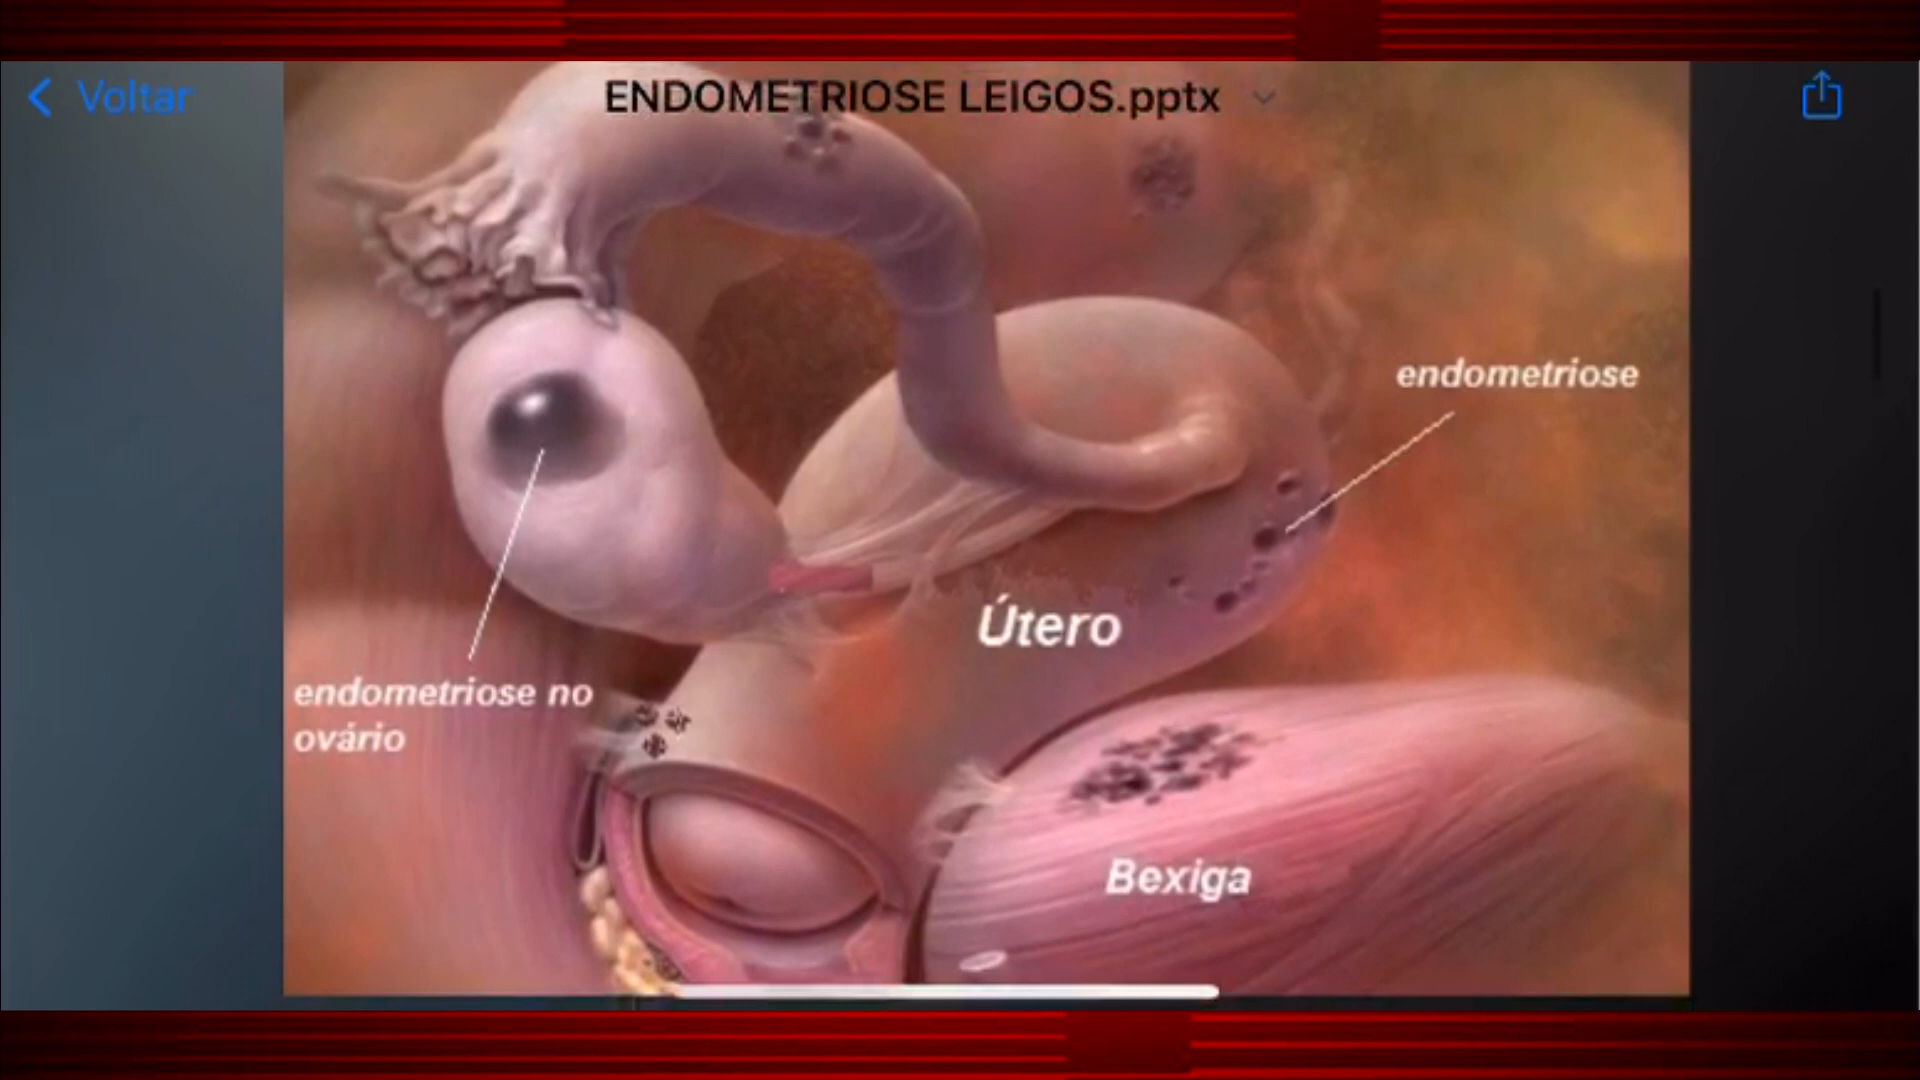 Voltar
ENDOMETRIOSE LEIGOS.pptx
endometriose
Útero
endometriose no
ovário
Bexiga